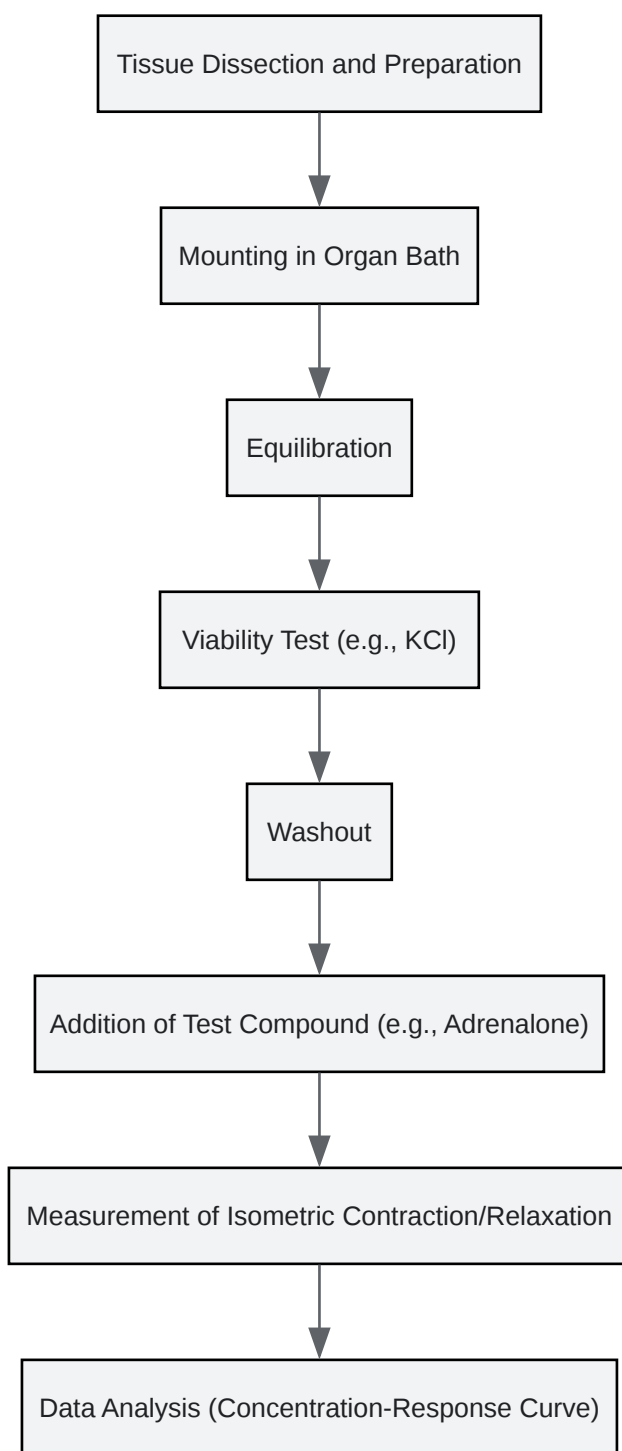 Tissue Dissection and Preparation
Mounting in Organ Bath
Equilibration
Viability Test (e.g., KCl)
Washout
Addition of Test Compound (e.g., Adrenalone)
Measurement of Isometric Contraction/Relaxation
Data Analysis (Concentration-Response Curve)